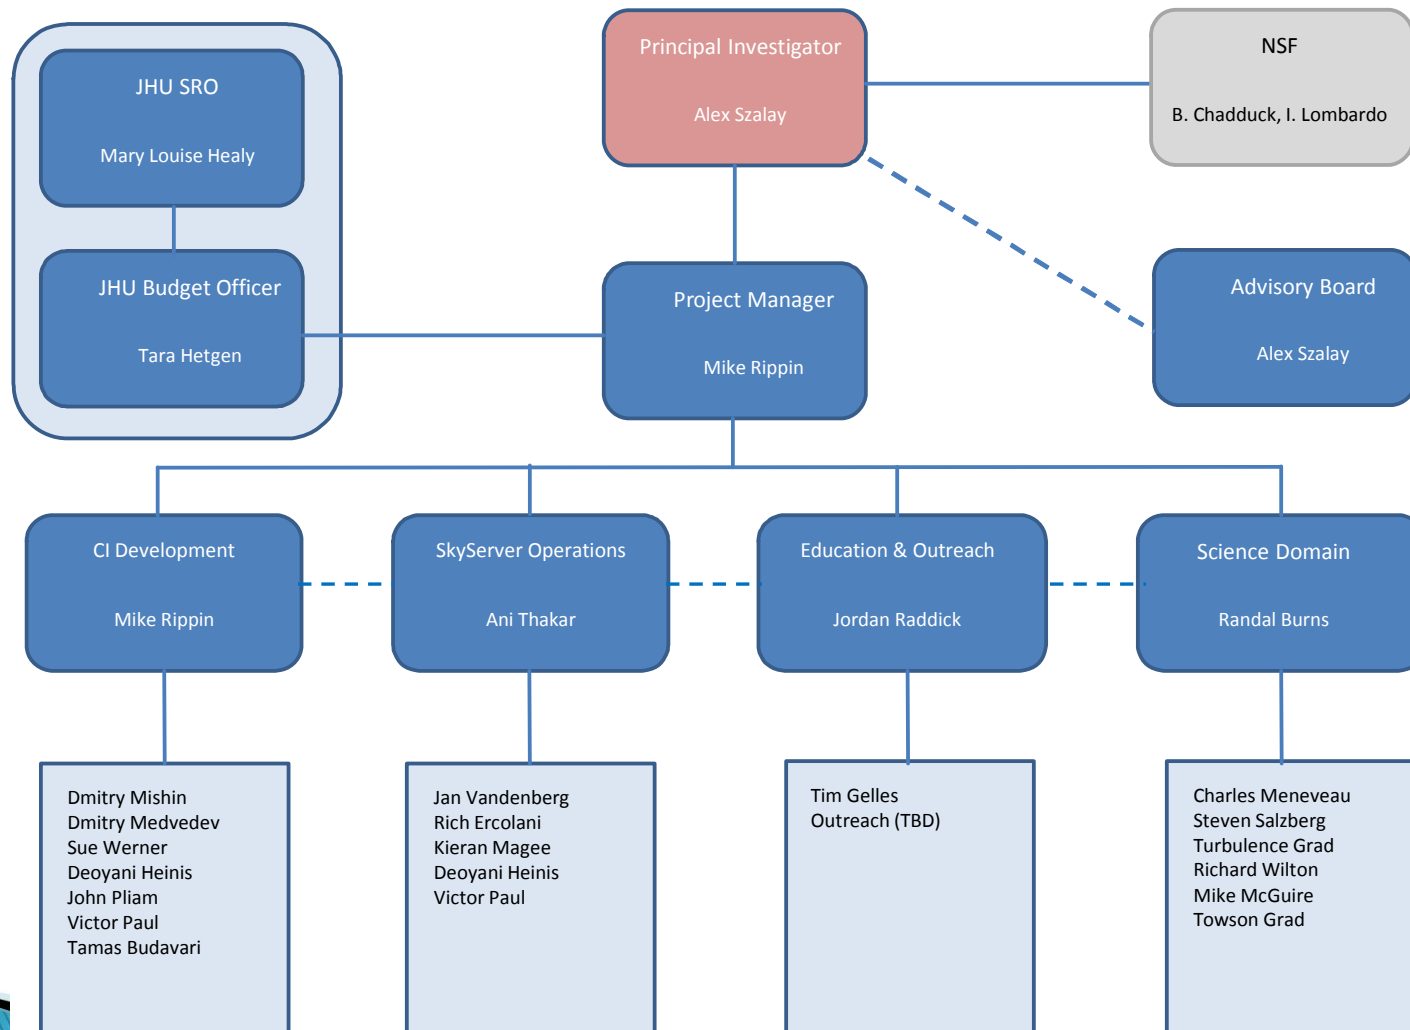 JHU SRO
Mary Louise Healy
Principal Investigator
Alex Szalay
NSF
B. Chadduck, I. Lombardo
JHU Budget Officer
Tara Hetgen
Project Manager
Mike Rippin
Advisory Board
Alex Szalay
CI Development
Mike Rippin
SkyServer Operations
Ani Thakar
Education & Outreach
Jordan Raddick
Science Domain
Randal Burns
Dmitry Mishin
Dmitry Medvedev
Sue Werner
Deoyani Heinis
John Pliam
Victor Paul
Tamas Budavari
Jan Vandenberg
Rich Ercolani
Kieran Magee
Deoyani Heinis
Victor Paul
Tim Gelles
Outreach (TBD)
Charles Meneveau
Steven Salzberg
Turbulence Grad
Richard Wilton
Mike McGuire
Towson Grad